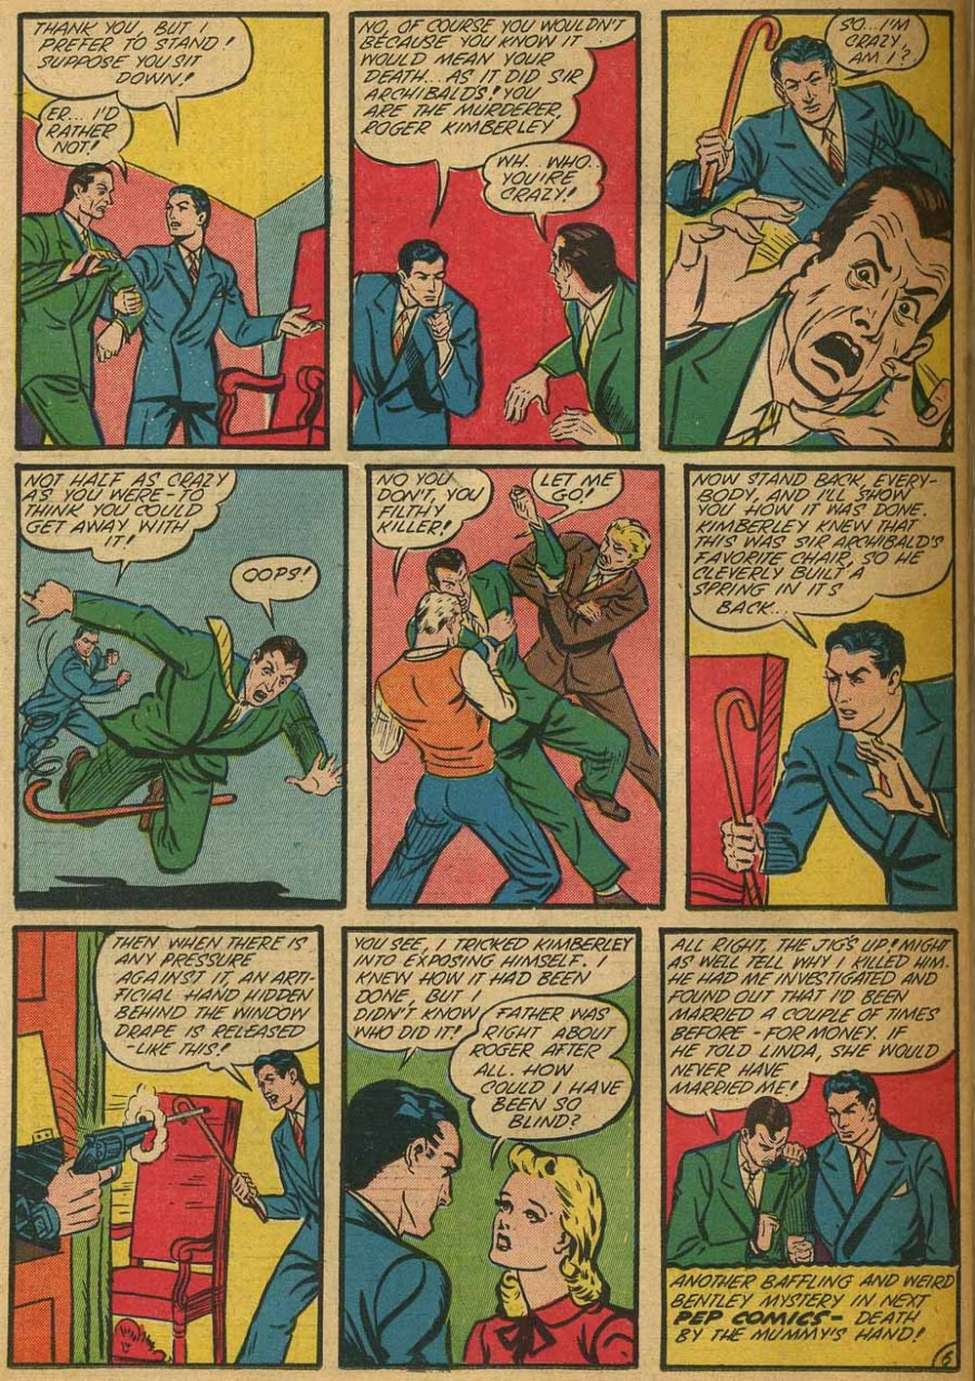 THANK YOU, BUT I
PREFER TO STAND!
SUPPOSE YOU SIT
DOWN!
ER... I'D
RATHER
NOT!
NO, OF COURSE YOU WOULDN'T
BECAUSE YOU KNOW IT
WOULD MEAN YOUR
DEATH... AS IT DID SIR
ARCHIBALDS! YOU
ARE THE MURDERER,
ROGER KIMBERLEY
WH.. WHO..
YOU'RE
CRAZY!
SO... I'M
CRAZY,
AM I?
NOT HALF AS CRAZY
AS YOU WERE - TO
THINK YOU COULD
GET AWAY WITH
IT!
OOPS!
NO YOU
DON'T, YOU
FILTHY
KILLER!
LET ME
GO!
NOW STAND BACK, EVERY-
BODY, AND I'LL SHOW
YOU HOW IT WAS DONE.
KIMBERLEY KNEW THAT
THIS WAS SIR ARCHIBALD'S
FAVORITE CHAIR, SO HE
CLEVERLY BUILT A
SPRING IN ITS
BACK...
THEN WHEN THERE IS
ANY PRESSURE
AGAINST IT, AN ARTI-
FICIAL HAND HIDDEN
BEHIND THE WINDOW
DRAPE IS RELEASED
-LIKE THIS!
YOU SEE, I TRICKED KIMBERLEY
INTO EXPOSING HIMSELF. I
KNEW HOW IT HAD BEEN
DONE, BUT I
DIDN'T KNOW
WHO DID IT!
FATHER WAS
RIGHT ABOUT
ROGER AFTER
ALL. HOW
COULD I HAVE
BEEN SO
BLIND?
ALL RIGHT, THE JIG'S UP! MIGHT
AS WELL TELL WHY I KILLED HIM.
HE HAD ME INVESTIGATED AND
FOUND OUT THAT I'D BEEN
MARRIED A COUPLE OF TIMES
BEFORE - FOR MONEY. IF
HE TOLD LINDA, SHE WOULD
NEVER HAVE
MARRIED ME!
ANOTHER BAFFLING AND WEIRD
BENTLEY MYSTERY IN NEXT
PEP COMICS- DEATH
BY THE MUMMY'S HAND!
6